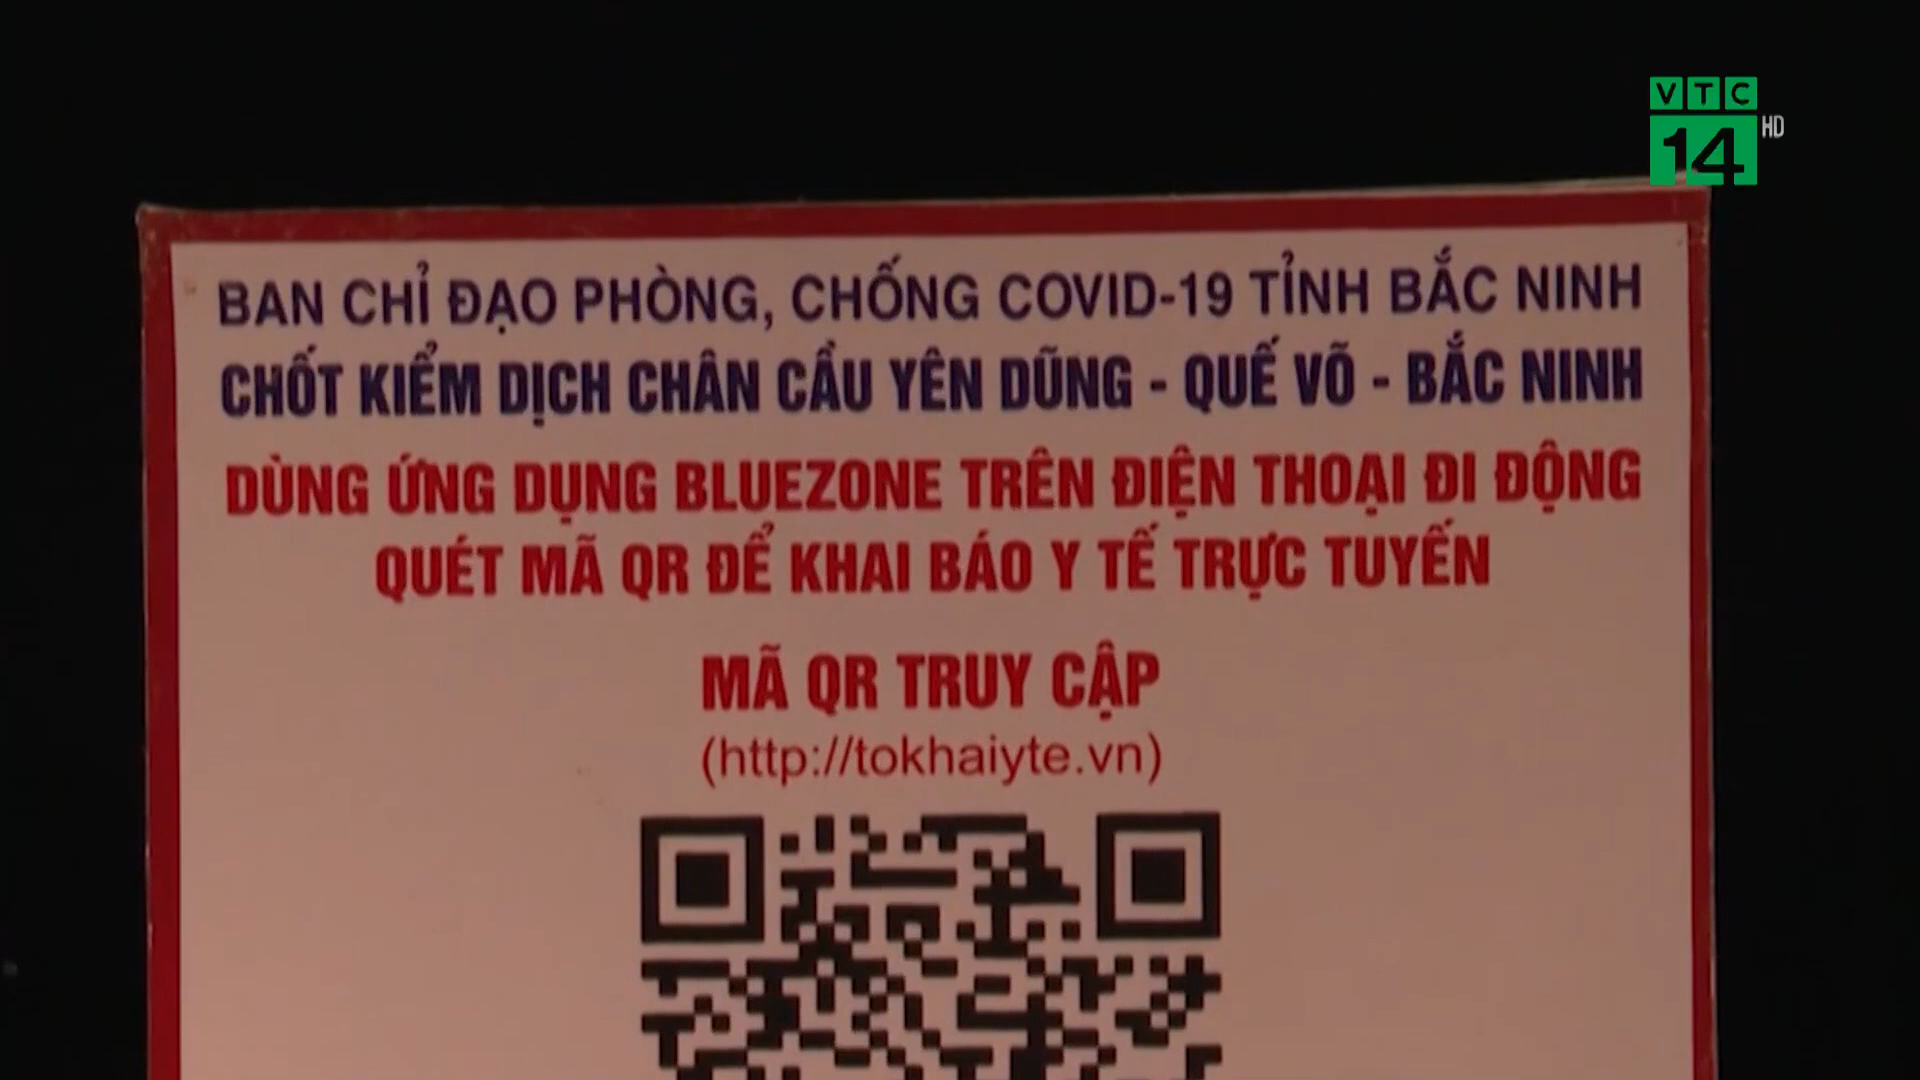 VTC
14 HD
BAN CHỈ ĐẠO PHÒNG, CHỐNG COVID-19 TỈNH BẮC NINH
CHỐT KIỂM DỊCH CHÂN CẦU YÊN DŨNG - QUẾ VÕ - BẮC NINH
DÙNG ỨNG DỤNG BLUEZONE TRÊN ĐIỆN THOẠI ĐI ĐỘNG
QUÉT MÃ QR ĐỂ KHAI BÁO Y TẾ TRỰC TUYẾN
MÃ QR TRUY CẬP
(http://tokhaiyte.vn)